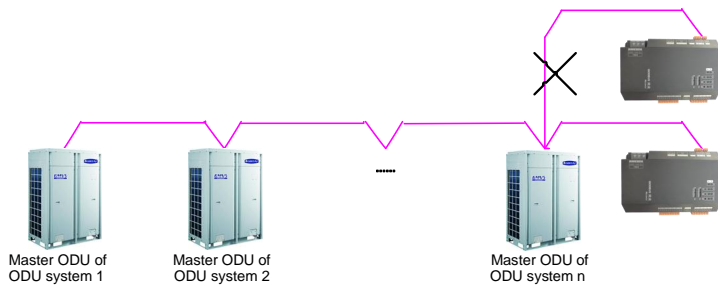 ......
Master ODU of
ODU system 1
Master ODU of
ODU system 2
Master ODU of
ODU system n